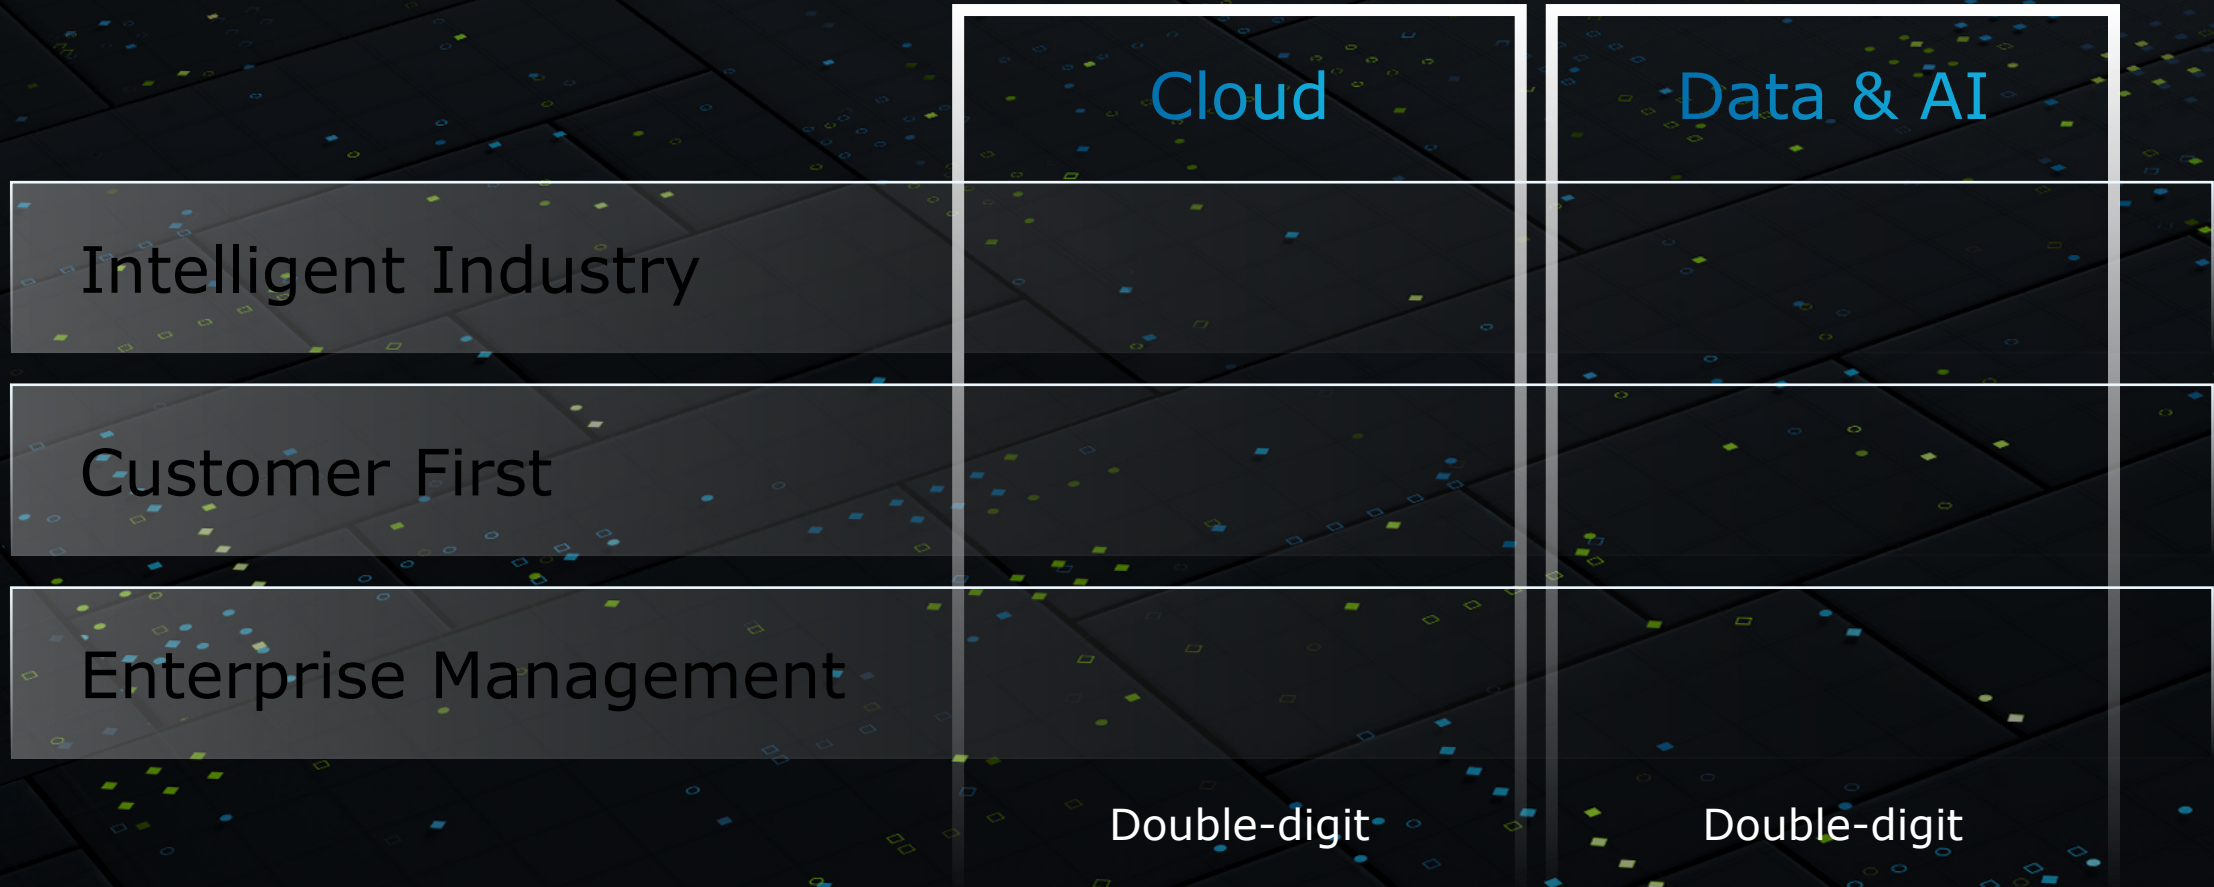 Cloud
Data & AI
Intelligent Industry
Customer First
Enterprise Management
Double-digit
Double-digit